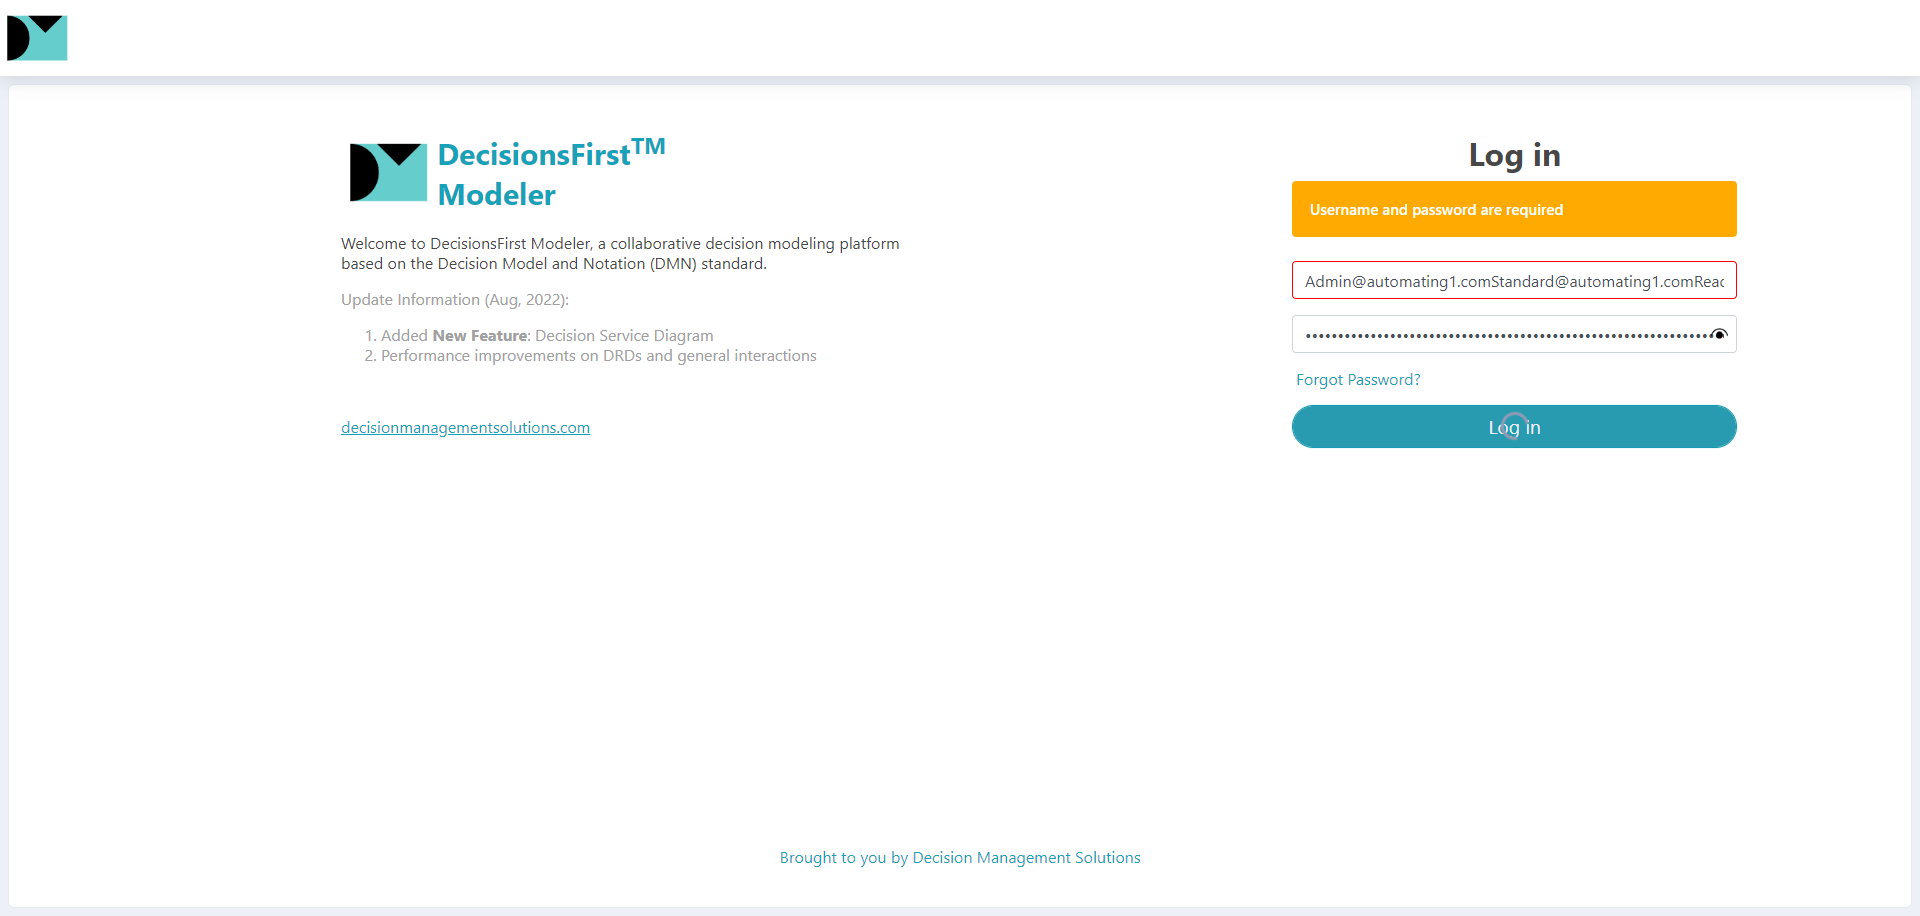 DecisionsFirstTM
Modeler
Welcome to DecisionsFirst Modeler, a collaborative decision modeling platform
based on the Decision Model and Notation (DMN) standard.
Update Information (Aug, 2022):
1. Added New Feature: Decision Service Diagram
2. Performance improvements on DRDs and general interactions
decisionmanagementsolutions.com
Log in
Username and password are required
Admin@automating1.comStandard@automating1.comRead
Forgot Password?
Log in
Brought to you by Decision Management Solutions